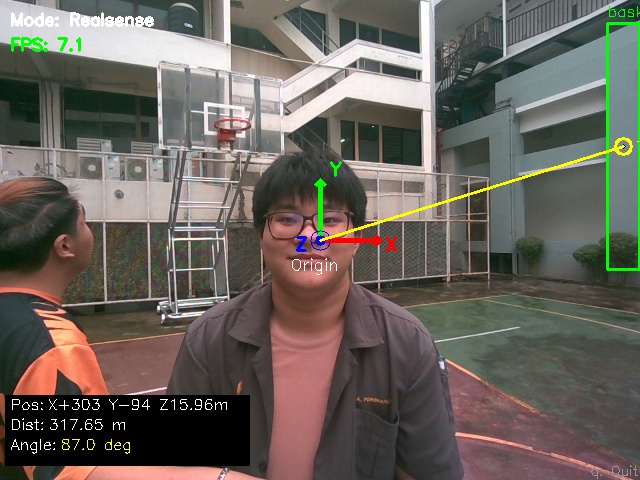 Mode: Realsense
FPS: 7.1
bask
Y
Z
X
Origin
Pos: X+303 Y-94 Z15.96m
Dist: 317.65 m
Angle: 87.0 deg
q: Quit